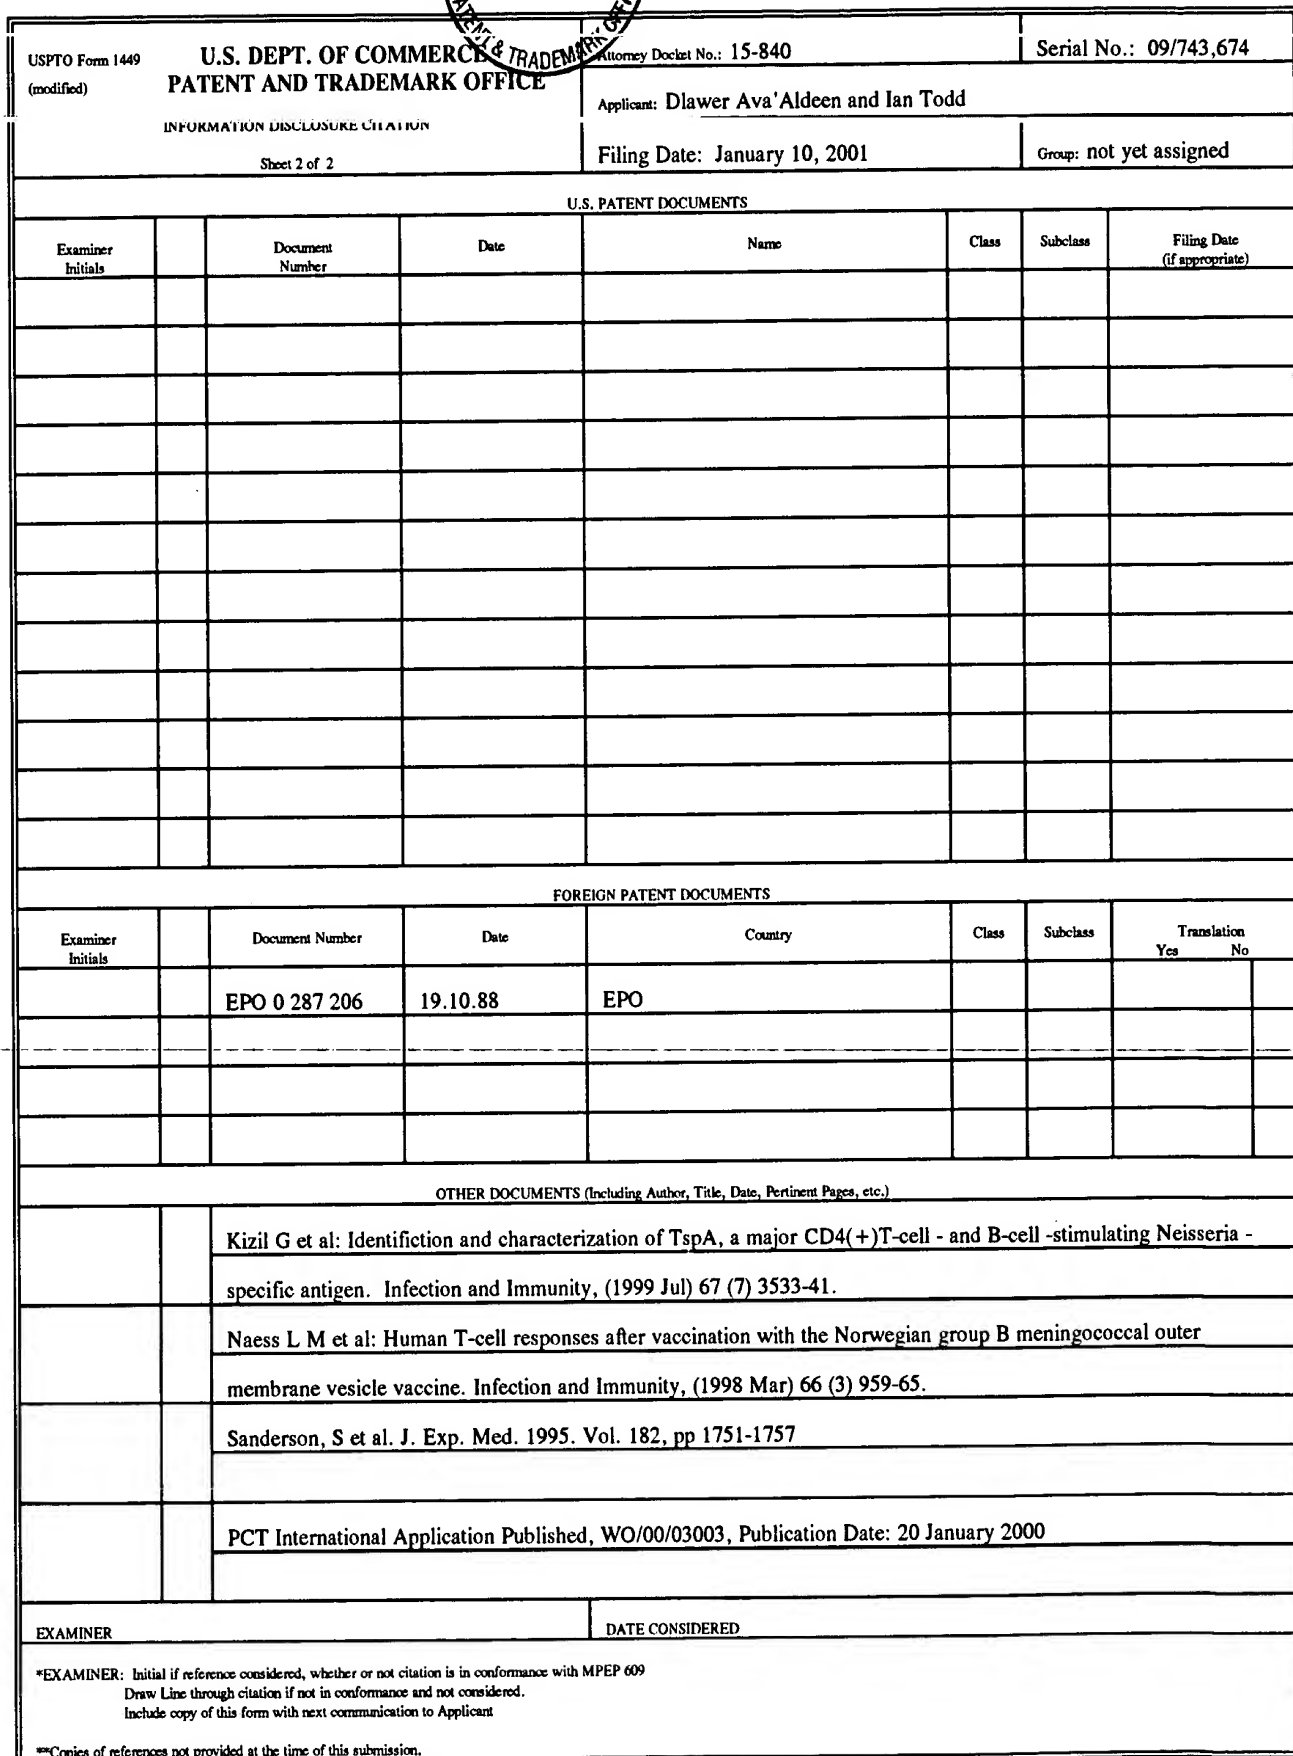 PATENT & TRADEMARK OFFI
USPTO Form 1449
(modified)
U.S. DEPT. OF COMMERCE
PATENT AND TRADEMARK OFFICE
INFORMATION DISCLOSURE CITATION
Sheet 2 of 2
Attorney Docket No.: 15-840
Serial No.: 09/743,674
Applicant: Dlawer Ava'Aldeen and Ian Todd
Filing Date: January 10, 2001
Group: not yet assigned
U.S. PATENT DOCUMENTS
Examiner Initials
Document Number
Date
Name
Class
Subclass
Filing Date (if appropriate)
FOREIGN PATENT DOCUMENTS
Examiner Initials
Document Number
Date
Country
Class
Subclass
Translation
Yes No
EPO 0 287 206 19.10.88 EPO
OTHER DOCUMENTS (Including Author, Title, Date, Pertinent Pages, etc.)
Kizil G et al: Identifiction and characterization of TspA, a major CD4(+)T-cell - and B-cell -stimulating Neisseria -
specific antigen. Infection and Immunity, (1999 Jul) 67 (7) 3533-41.
Naess L M et al: Human T-cell responses after vaccination with the Norwegian group B meningococcal outer
membrane vesicle vaccine. Infection and Immunity, (1998 Mar) 66 (3) 959-65.
Sanderson, S et al. J. Exp. Med. 1995. Vol. 182, pp 1751-1757
PCT International Application Published, WO/00/03003, Publication Date: 20 January 2000
EXAMINER
DATE CONSIDERED
*EXAMINER: Initial if reference considered, whether or not citation is in conformance with MPEP 609
Draw Line through citation if not in conformance and not considered.
Include copy of this form with next communication to Applicant
**Copies of references not provided at the time of this submission.